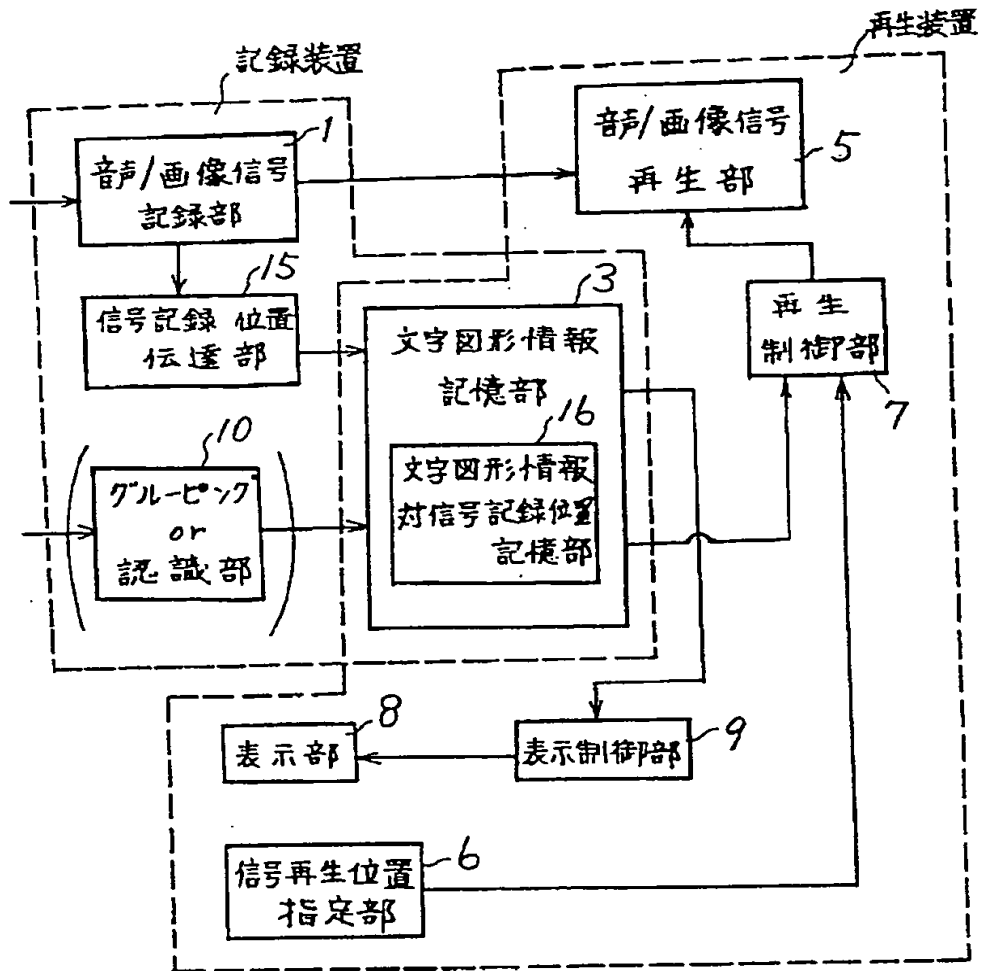 再生装置
記録装置
1
音声/画像信号
記録部
音声/画像信号
再生部
5
15
信号記録位置
伝達部
3
文字図形情報
記憶部
16
文字図形情報
対信号記録位置
記憶部
再生
制御部
7
10
グルーピング
or
認識部
8
表示部
表示制御部
9
信号再生位置
指定部
6